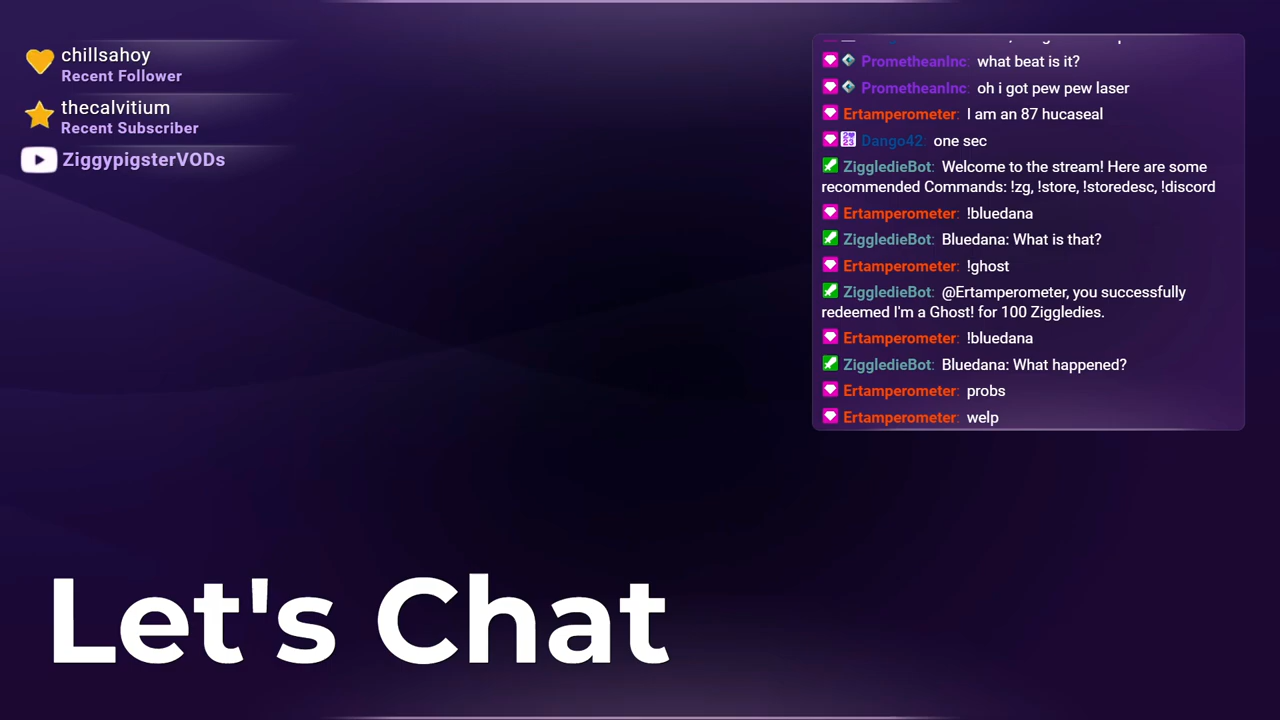 chillsahoy
Recent Follower
thecalvitium
Recent Subscriber
ZiggypigsterVODs
PrometheanInc: what beat is it?
PrometheanInc: oh i got pew pew laser
Ertamperometer: I am an 87 hucaseal
Dango42: one sec
ZiggledieBot: Welcome to the stream! Here are some
recommended Commands: !zg, !store, !storedesc, !discord
Ertamperometer: !bluedana
ZiggledieBot: Bluedana: What is that?
Ertamperometer: !ghost
ZiggledieBot: @Ertamperometer, you successfully
redeemed I'm a Ghost! for 100 Ziggledies.
Ertamperometer: !bluedana
ZiggledieBot: Bluedana: What happened?
Ertamperometer: probs
Ertamperometer: welp
Let's Chat